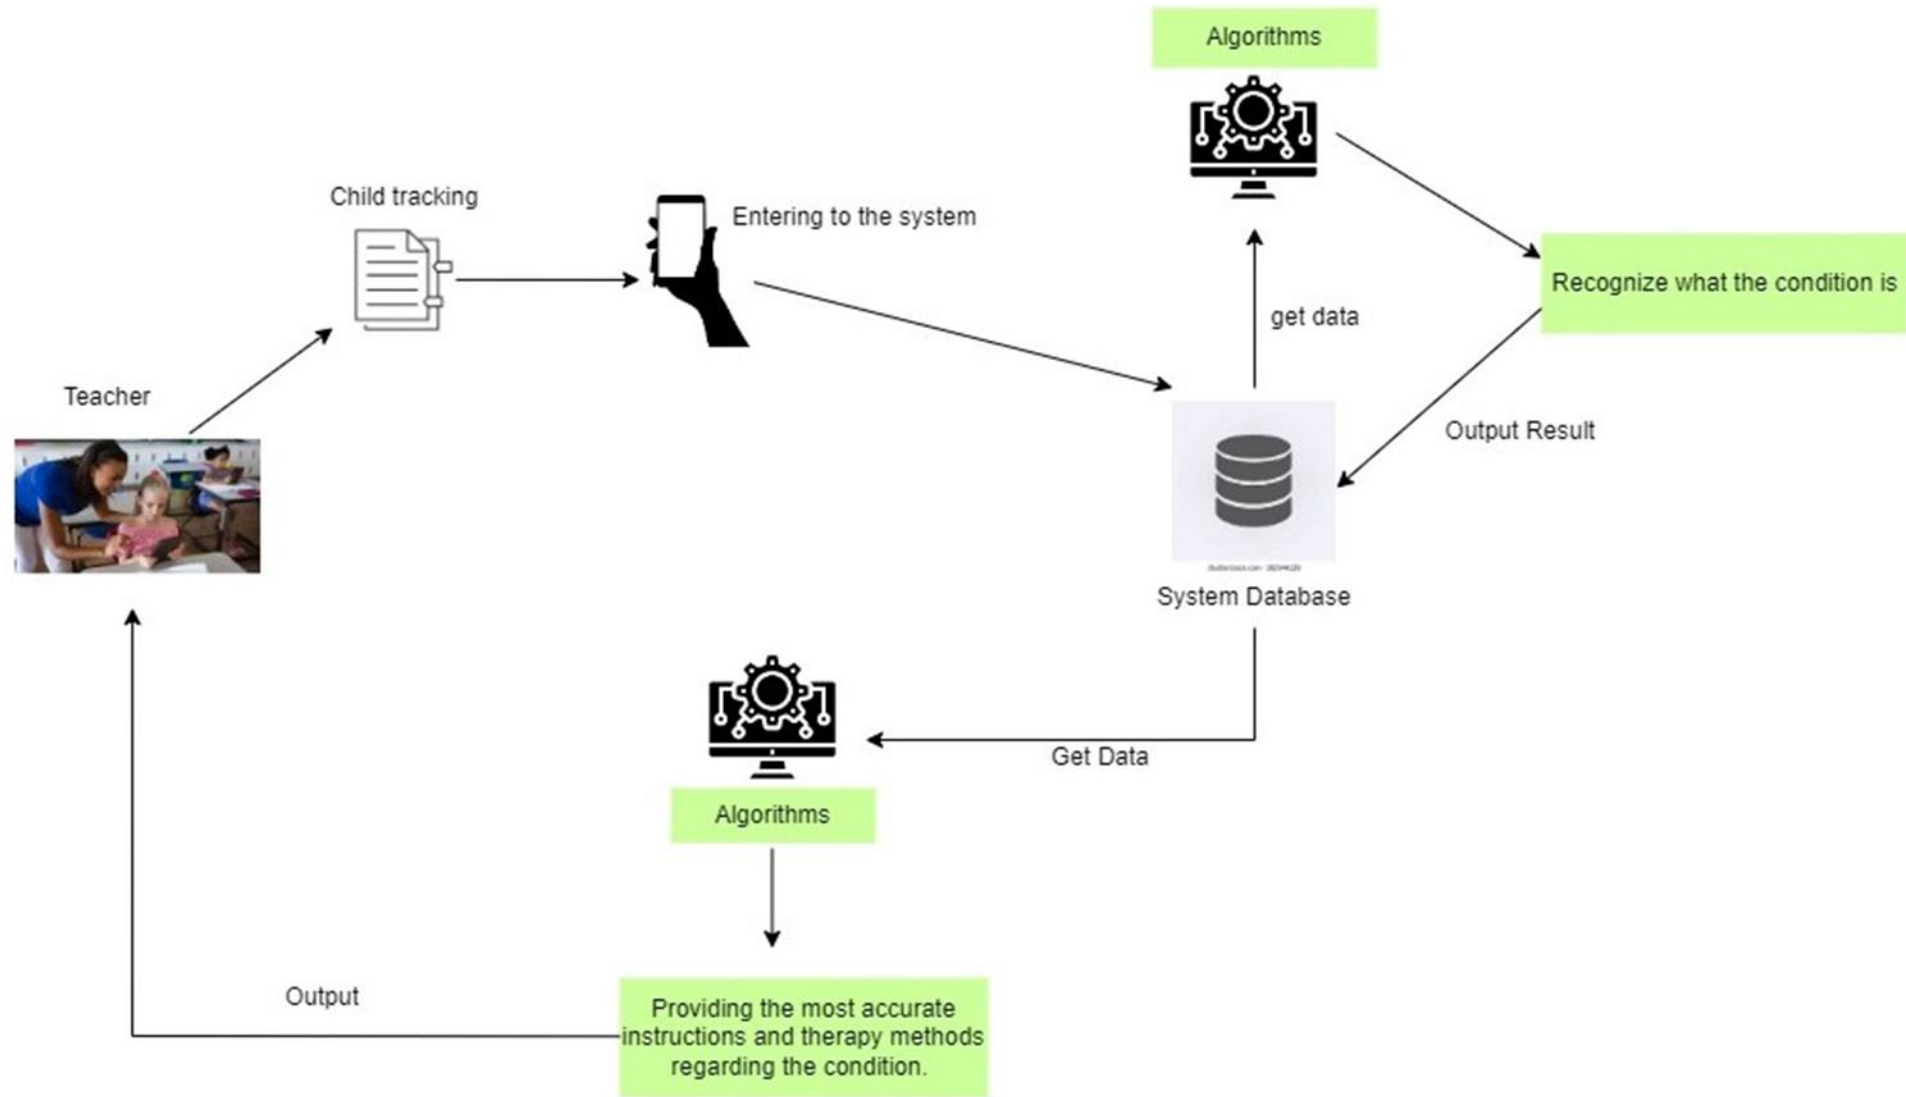 Algorithms
Child tracking
Entering to the system
Recognize what the condition is
get data
Teacher
Output Result
System Database
Get Data
Algorithms
Output
Providing the most accurate
instructions and therapy methods
regarding the condition.